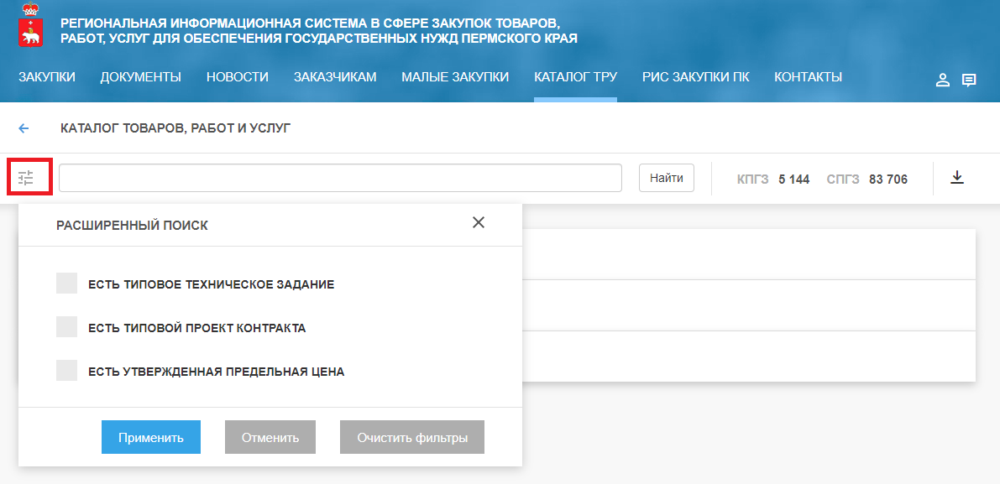 РЕГИОНАЛЬНАЯ ИНФОРМАЦИОННАЯ СИСТЕМА В СФЕРЕ ЗАКУПОК ТОВАРОВ,
РАБОТ, УСЛУГ ДЛЯ ОБЕСПЕЧЕНИЯ ГОСУДАРСТВЕННЫХ НУЖД ПЕРМСКОГО КРАЯ
ЗАКУПКИ ДОКУМЕНТЫ НОВОСТИ ЗАКАЗЧИКАМ МАЛЫЕ ЗАКУПКИ КАТАЛОГ ТРУ РИС ЗАКУПКИ ПК КОНТАКТЫ
КАТАЛОГ ТОВАРОВ, РАБОТ И УСЛУГ
Найти КПГЗ 5 144 СПГЗ 83 706
РАСШИРЕННЫЙ ПОИСК
ЕСТЬ ТИПОВОЕ ТЕХНИЧЕСКОЕ ЗАДАНИЕ
ЕСТЬ ТИПОВОЙ ПРОЕКТ КОНТРАКТА
ЕСТЬ УТВЕРЖДЕННАЯ ПРЕДЕЛЬНАЯ ЦЕНА
Применить Отменить Очистить фильтры